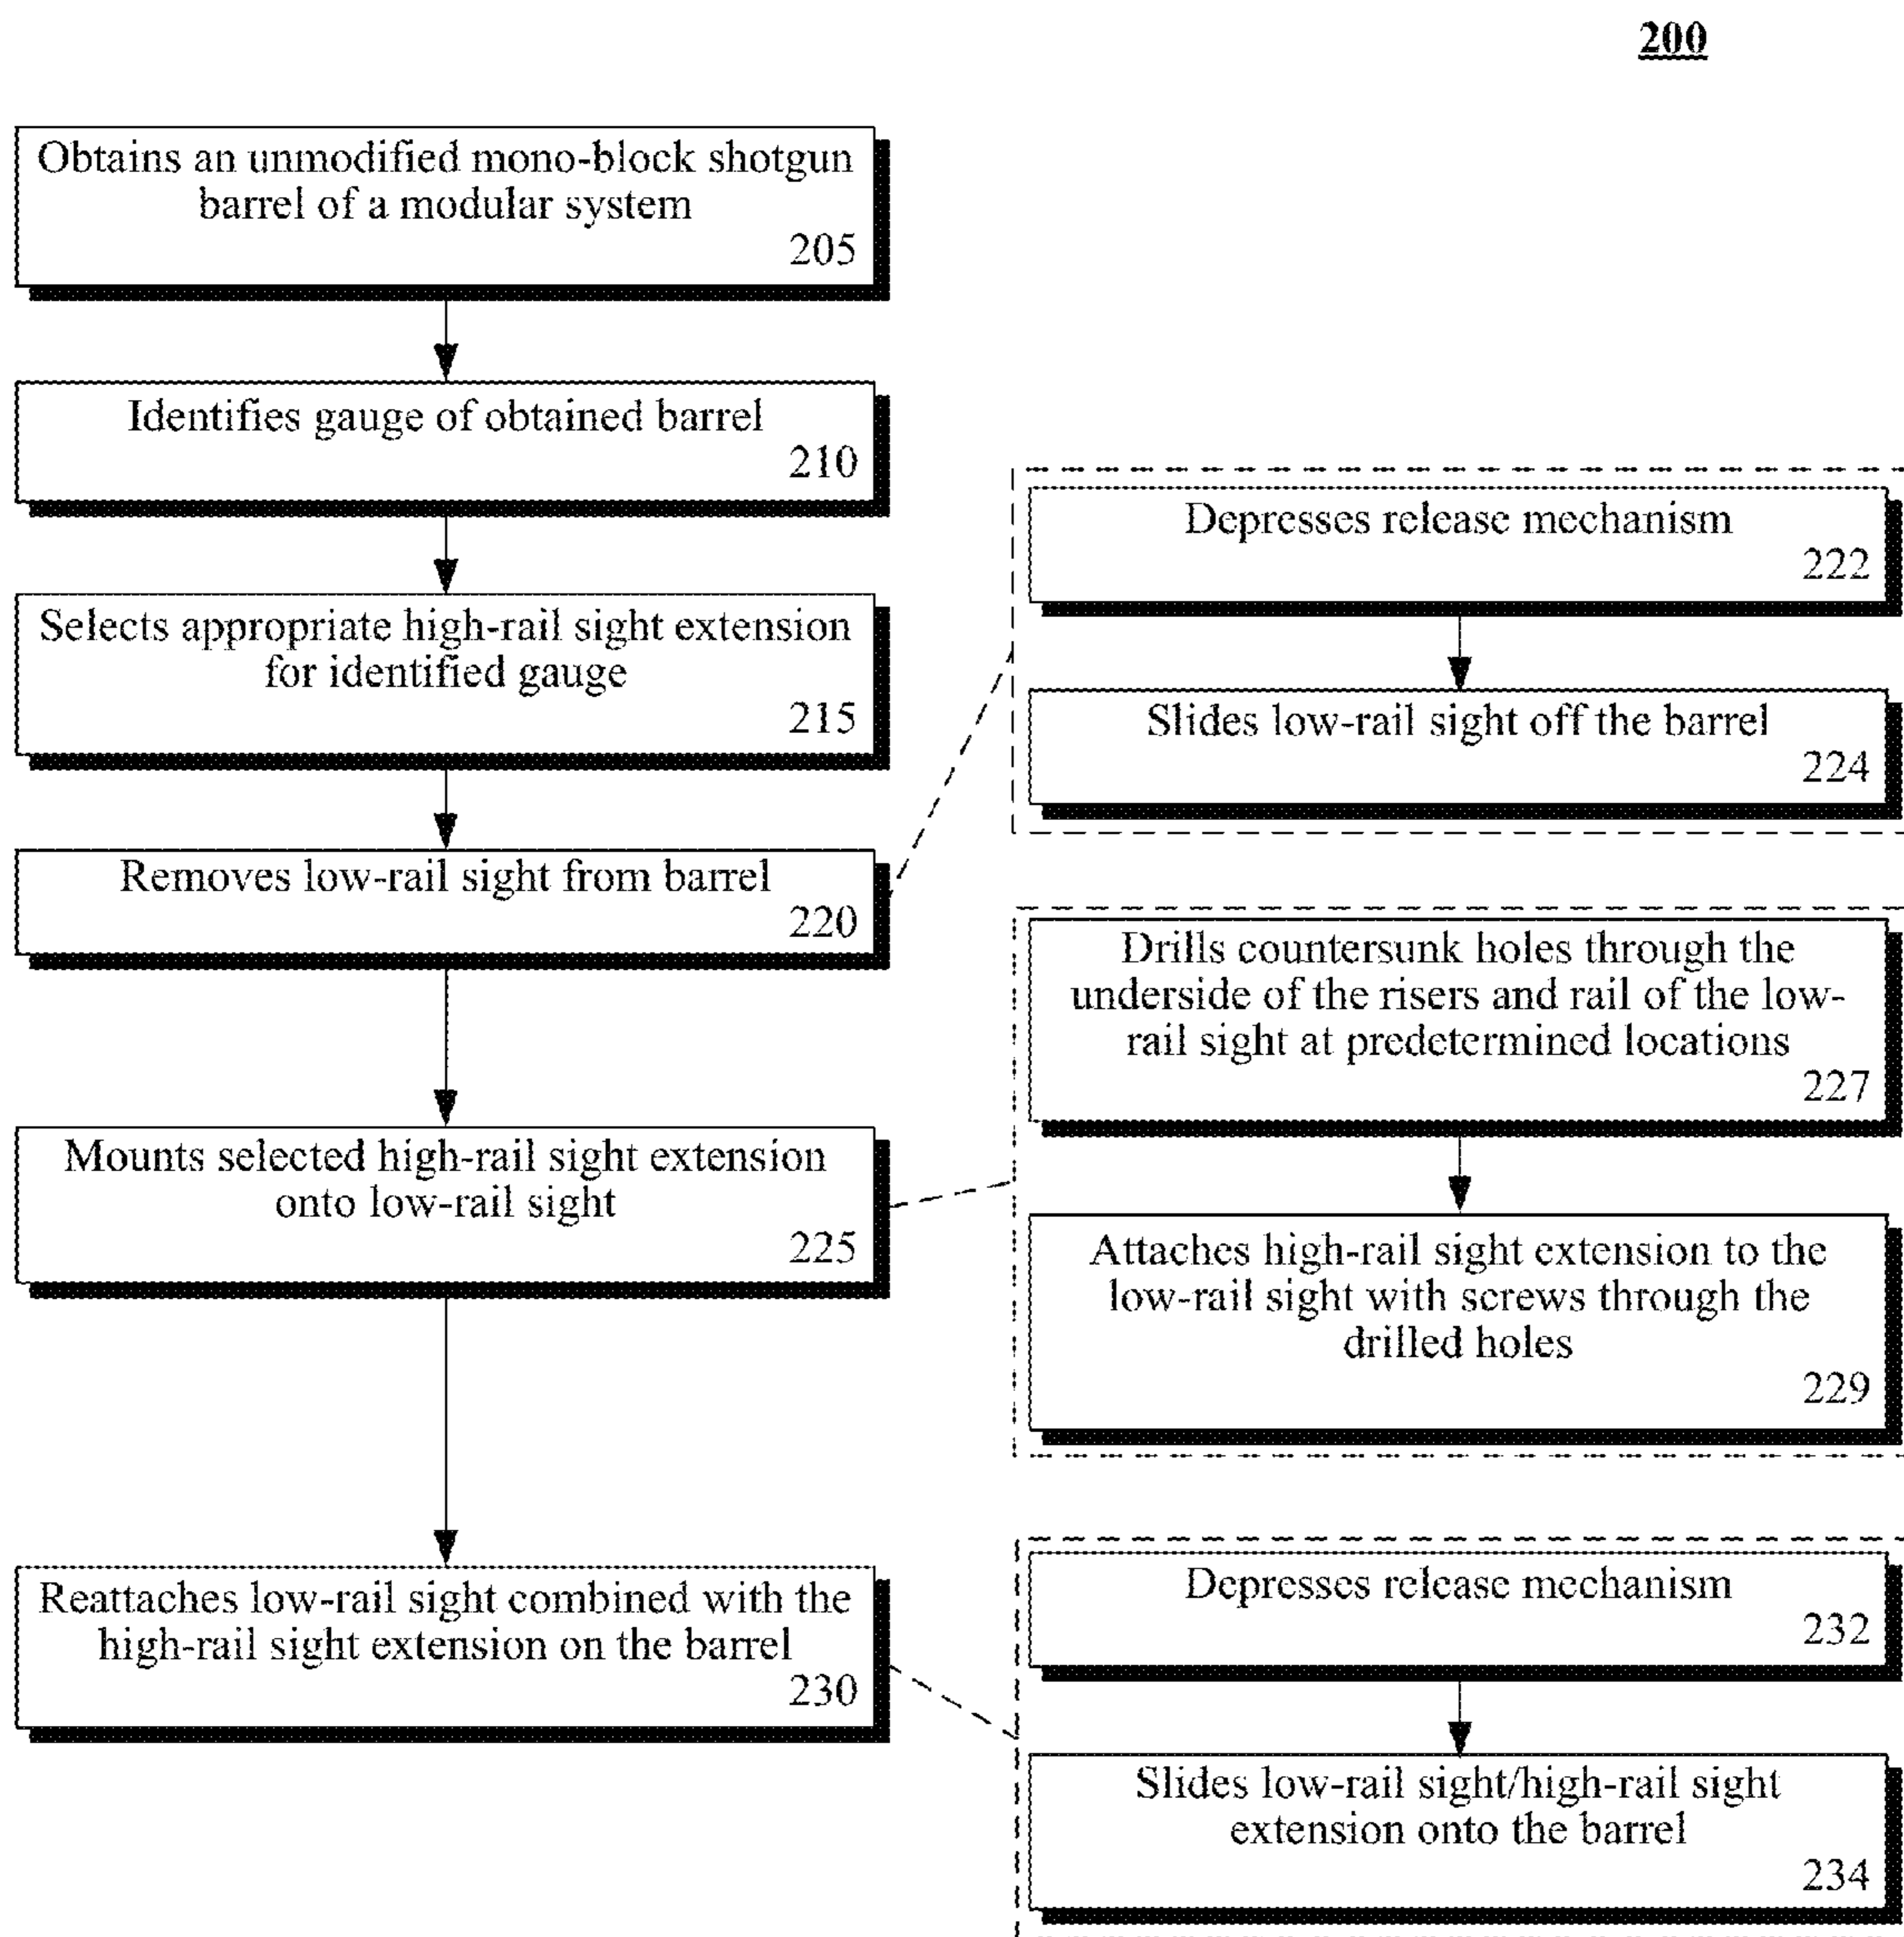 200
Obtains an unmodified mono-block shotgun
barrel of a modular system
205
Identifies gauge of obtained barrel
210
Selects appropriate high-rail sight extension
for identified gauge
215
Removes low-rail sight from barrel
220
Depresses release mechanism
222
Slides low-rail sight off the barrel
224
Mounts selected high-rail sight extension
onto low-rail sight
225
Drills countersunk holes through the
underside of the risers and rail of the low-
rail sight at predetermined locations
227
Attaches high-rail sight extension to the
low-rail sight with screws through the
drilled holes
229
Reattaches low-rail sight combined with the
high-rail sight extension on the barrel
230
Depresses release mechanism
232
Slides low-rail sight/high-rail sight
extension onto the barrel
234